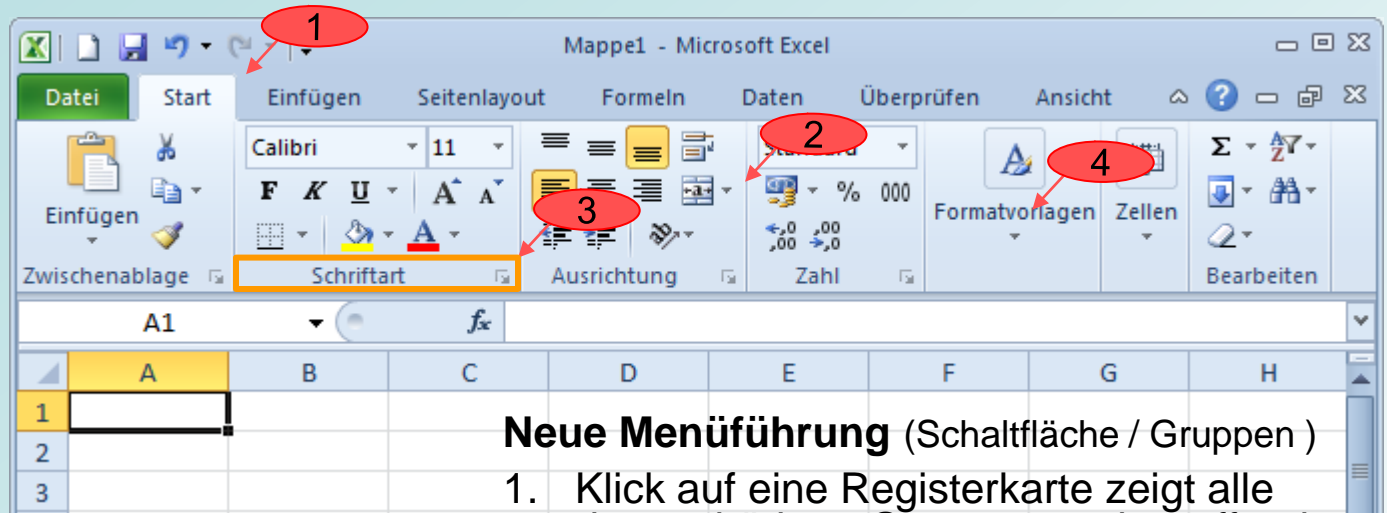 1
Mappe1 - Microsoft Excel
Datei Start Einfügen Seitenlayout Formeln Daten Überprüfen Ansicht
Calibri 11 2 4 Σ
F K U A A % 000
Einfügen 3 Formatvorlagen Zellen
A ,00 ,0
Zwischenablage Schriftart Ausrichtung Zahl Bearbeiten
A1 fx
A B C D E F G H
1
Neue Menüführung (Schaltfläche / Gruppen )
2
3 1. Klick auf eine Registerkarte zeigt alle